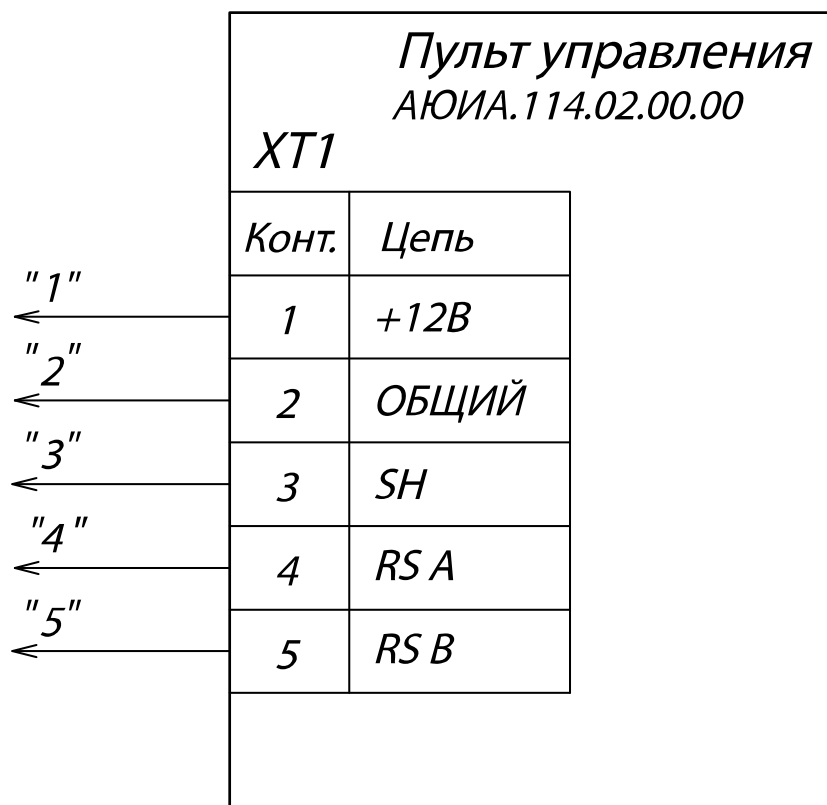 Пульт управления
АЮИА.114.02.00.00
XT1
Конт. Цепь
"1" 1 +12В
"2" 2 ОБЩИЙ
"3" 3 SH
"4" 4 RS A
"5" 5 RS B